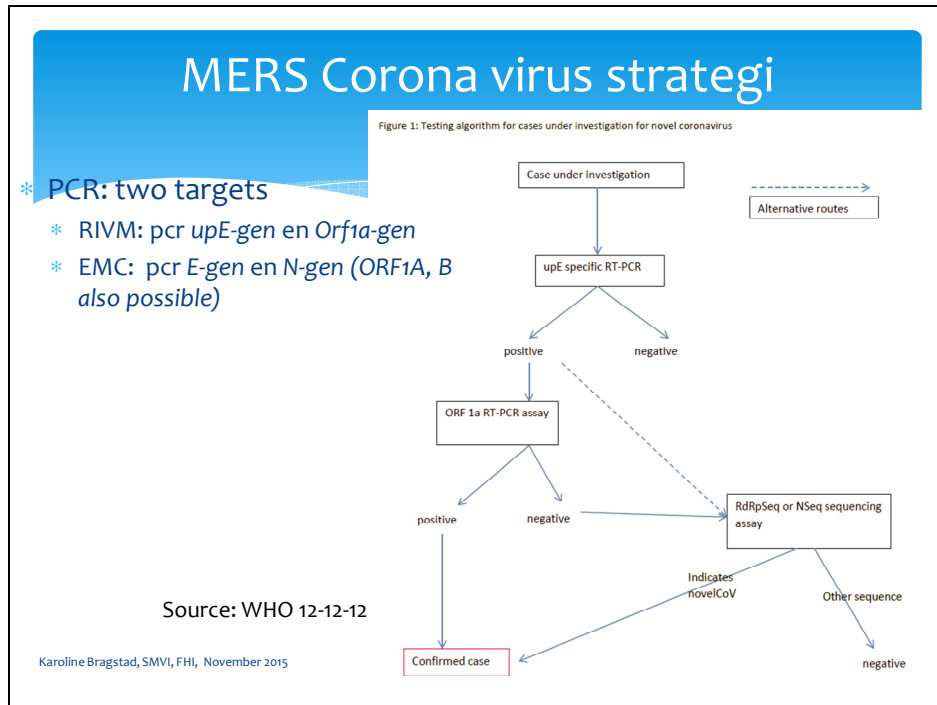 MERS Corona virus strategi
* PCR: two targets
* RIVM: pcr upE-gen en Orf1a-gen
* EMC: pcr E-gen en N-gen (ORF1A, B
also possible)
Figure 1: Testing algorithm for cases under investigation for novel coronavirus
Case under investigation
Alternative routes
upE specific RT-PCR
positive
negative
ORF 1a RT-PCR assay
positive
negative
RdRpSeq or NSeq sequencing
assay
Indicates
novelCoV
Other sequence
Confirmed case
negative
Source: WHO 12-12-12
Karoline Bragstad, SMVI, FHI, November 2015